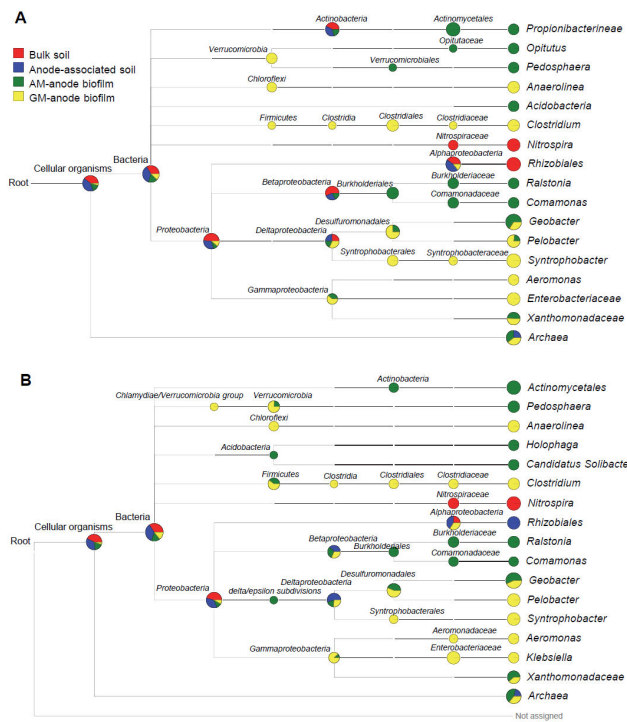 A
Actinobacteria
Actinomycetales
Propionibacterineae
Opitutaceae
Opitutus
Verrucomicrobia
Verrucomicrobiales
Pedosphaera
Bulk soil
Anode-associated soil
AM-anode biofilm
GM-anode biofilm
Chloroflexi
Anaerolinea
Acidobacteria
Firmicutes
Clostridia
Clostridiales
Clostridiaceae
Clostridium
Nitrospiraceae
Nitrospira
Bacteria
Alphaproteobacteria
Rhizobiales
Cellular organisms
Root
Betaproteobacteria
Burkholderiales
Burkholderiaceae
Ralstonia
Comamonadaceae
Comamonas
Desulfuromonadales
Geobacter
Proteobacteria
Deltaproteobacteria
Pelobacter
Syntrophobacterales
Syntrophobacteraceae
Syntrophobacter
Aeromonas
Gammaproteobacteria
Enterobacteriaceae
Xanthomonadaceae
Archaea
B
Actinobacteria
Actinomycetales
Chlamydiae/Verrucomicrobia group
Verrucomicrobia
Pedosphaera
Chloroflexi
Anaerolinea
Holophaga
Acidobacteria
Candidatus Solibacte
Firmicutes
Clostridia
Clostridiales
Clostridiaceae
Clostridium
Nitrospiraceae
Nitrospira
Bacteria
Alphaproteobacteria
Rhizobiales
Cellular organisms
Root
Betaproteobacteria
Burkholderiales
Burkholderiaceae
Ralstonia
Comamonadaceae
Comamonas
Desulfuromonadales
Geobacter
Proteobacteria
delta/epsilon subdivisions
Deltaproteobacteria
Pelobacter
Syntrophobacterales
Syntrophobacter
Aeromonadaceae
Aeromonas
Gammaproteobacteria
Enterobacteriaceae
Klebsiella
Xanthomonadaceae
Archaea
Not assigned